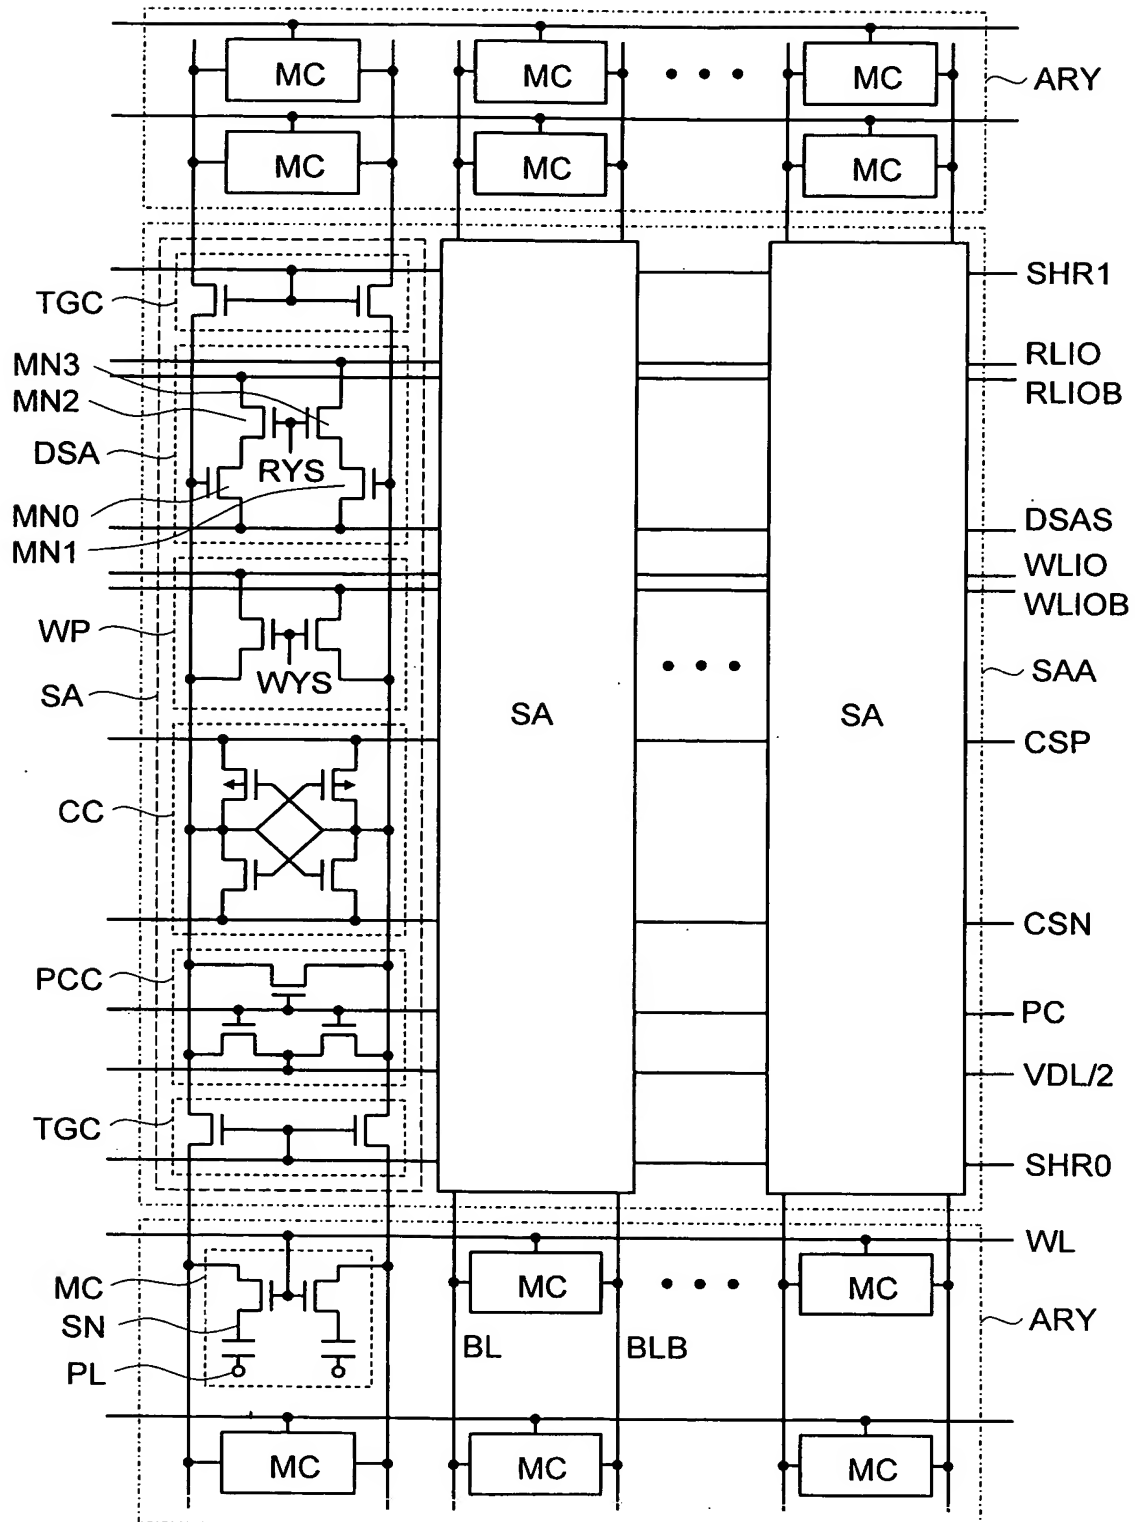 MC MC MC ARY
MC MC MC
SHR1
TGC
RLIO
MN3
RLIOB
MN2
DSA
RYS
MN0
DSAS
MN1
WLIO
WLIOB
WP
WYS
SAA
SA
SA SA
CSP
CC
CSN
PCC
PC
VDL/2
TGC
SHR0
WL
MC MC MC
SN
ARY
BL BLB
PL
MC MC MC